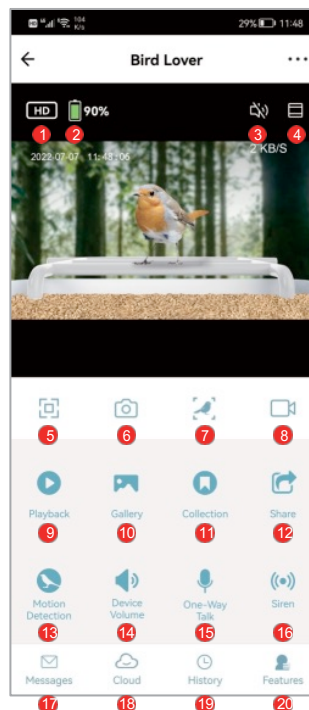 HD 104 K/s 29% 11:48
Bird Lover
HD 90%
1 2 3 4
2022-07-07 11:48:06 2 KB/S
5 6 7 8
Playback Gallery Collection Share
9 10 11 12
Motion Detection Device Volume One-Way Talk Siren
13 14 15 16
Messages Cloud History Features
17 18 19 20